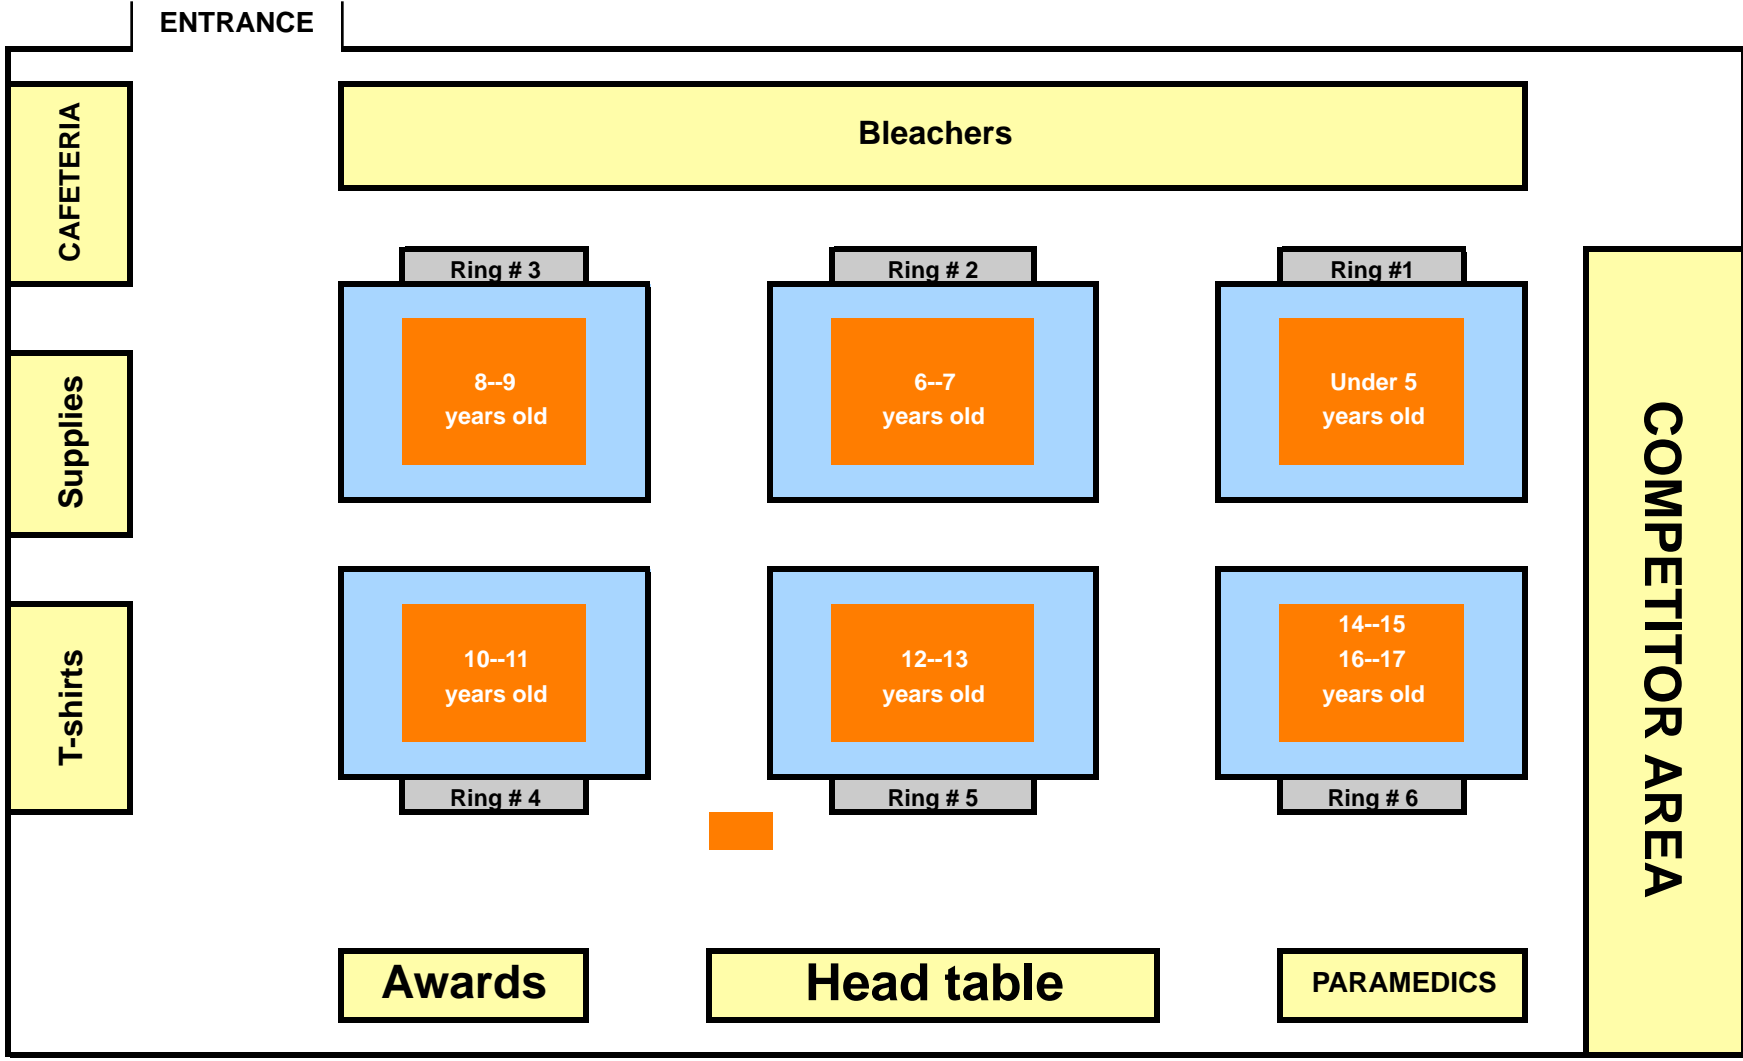 ENTRANCE
CAFETERIA
Bleachers
Ring # 3
Ring # 2
Ring #1
8--9
years old
6--7
years old
Under 5
years old
Supplies
COMPETITOR AREA
T-shirts
10--11
years old
12--13
years old
14--15
16--17
years old
Ring # 4
Ring # 5
Ring # 6
Awards
Head table
PARAMEDICS